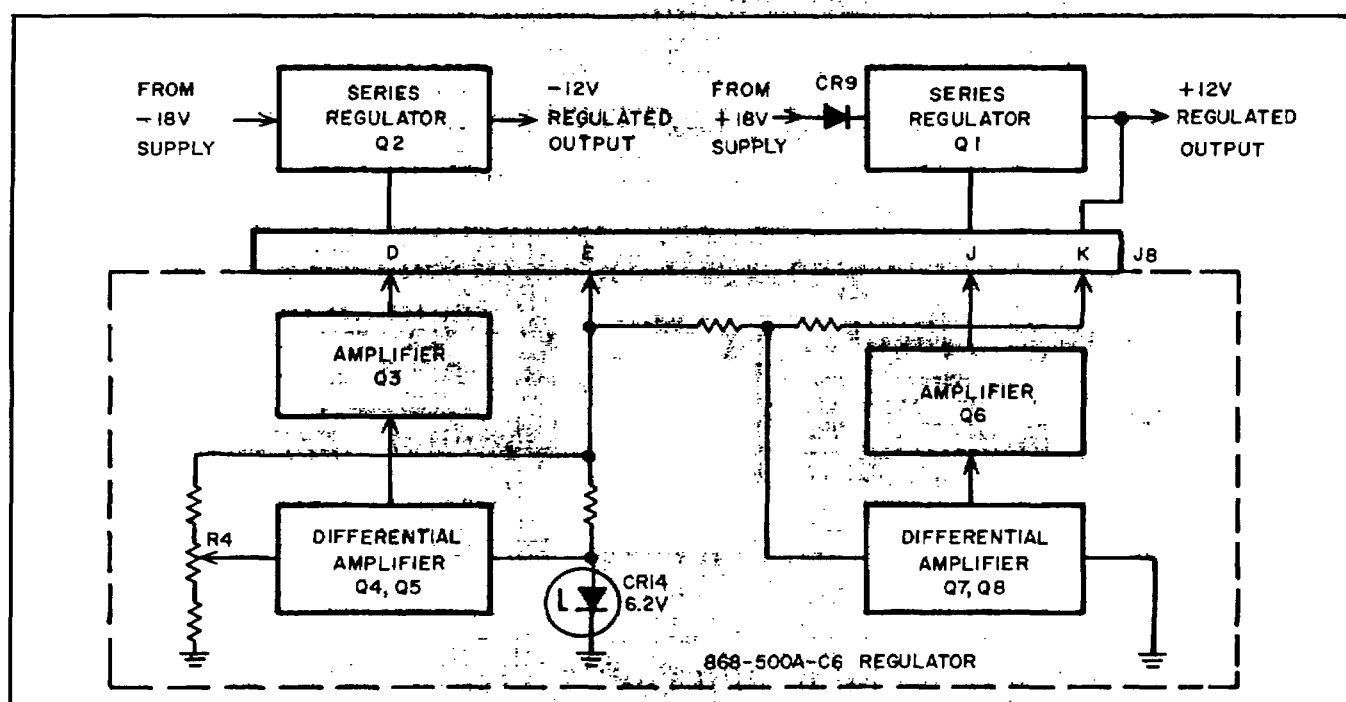 FROM
-18V
SUPPLY
SERIES
REGULATOR
Q2
-12V
REGULATED
OUTPUT
FROM
+18V
SUPPLY
CR9
SERIES
REGULATOR
Q1
+12V
REGULATED
OUTPUT
D
E
J
K
J8
AMPLIFIER
Q3
AMPLIFIER
Q6
R4
DIFFERENTIAL
AMPLIFIER
Q4, Q5
CR14
6.2V
DIFFERENTIAL
AMPLIFIER
Q7, Q8
868-500A-C6 REGULATOR